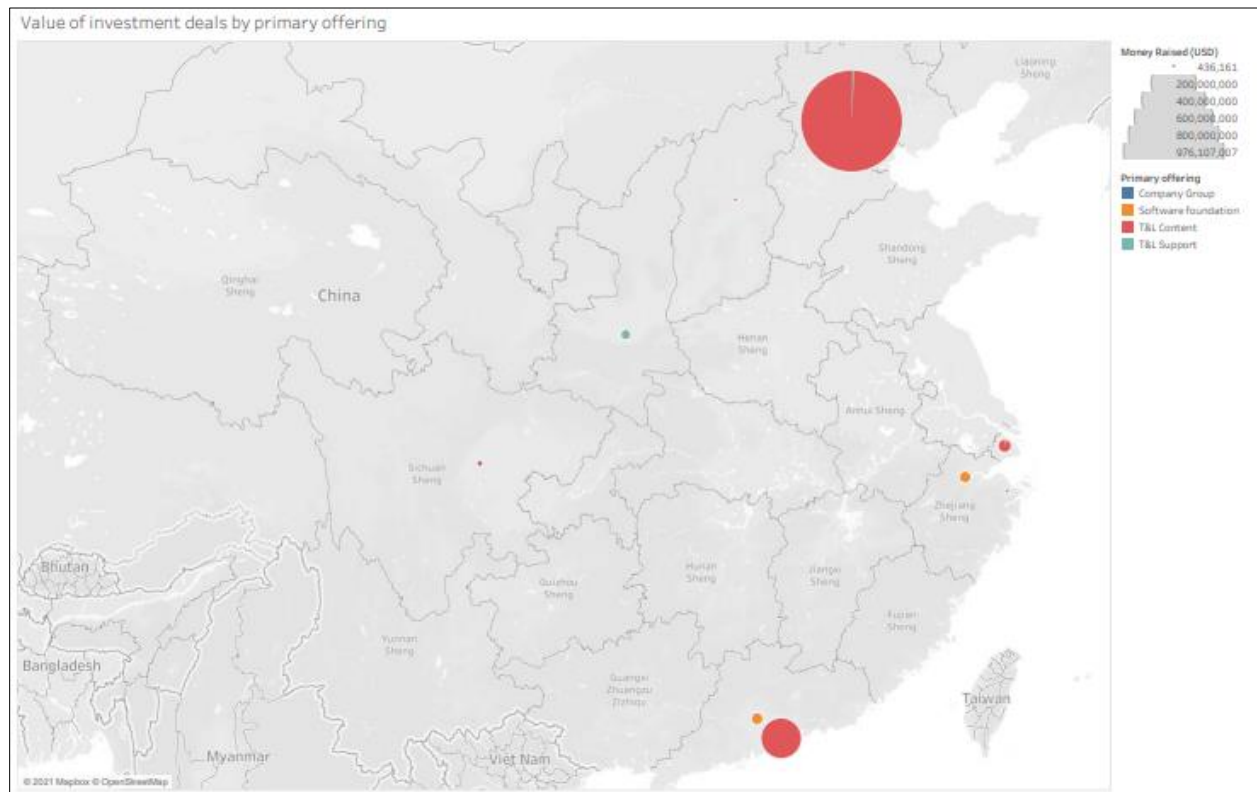 Value of investment deals by primary offering
Money Raised (USD)
436,161
200,000,000
400,000,000
600,000,000
800,000,000
976,107,007
Primary offering
Company Group
Software foundation
T&L Content
T&L Support
Liaoning
Sheng
Shandong
Sheng
Qinghai
Sheng
China
Henan
Sheng
Anhui Sheng
Sichuan
Sheng
Zhejiang
Sheng
Hunan
Sheng
Jiangxi
Sheng
Guizhou
Sheng
Fujian
Sheng
Bhutan
Yunnan
Sheng
Bangladesh
Guangxi
Zhuangzu
Zizhiqu
Taiwan
Myanmar
Viet Nam
© 2021 Mapbox © OpenStreetMap